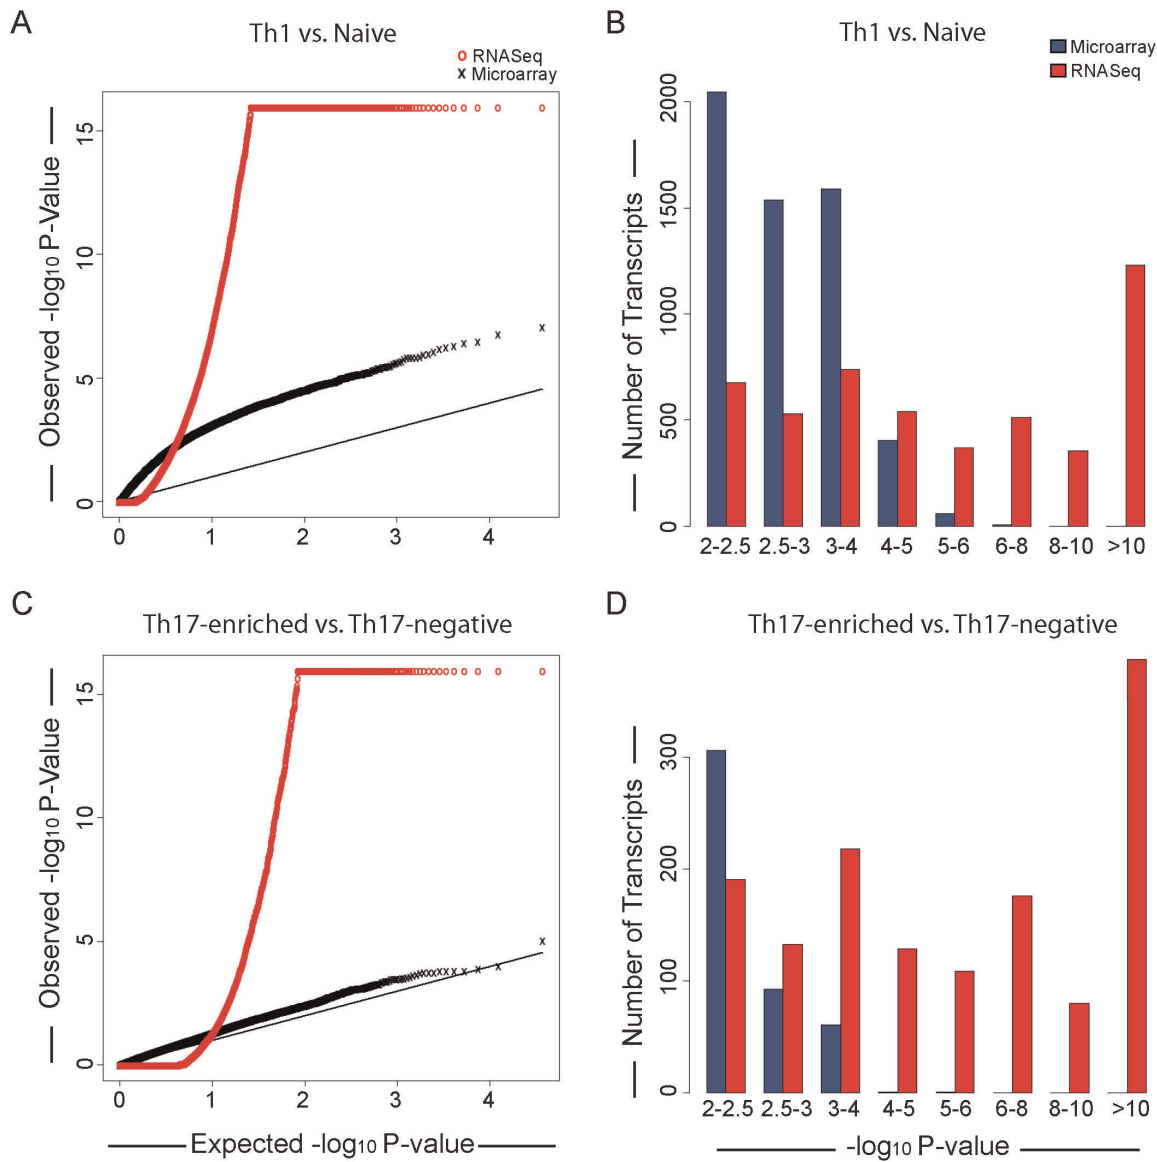 A
Th1 vs. Naive
RNASeq
Microarray
Observed -log10 P-Value
15
10
5
0
0 1 2 3 4
B
Th1 vs. Naive
Microarray
RNASeq
Number of Transcripts
2000
1500
1000
500
0
2-2.5 2.5-3 3-4 4-5 5-6 6-8 8-10 >10
C
Th17-enriched vs. Th17-negative
Observed -log10 P-Value
15
10
5
0
0 1 2 3 4
Expected -log10 P-value
D
Th17-enriched vs. Th17-negative
Number of Transcripts
300
200
100
0
2-2.5 2.5-3 3-4 4-5 5-6 6-8 8-10 >10
-log10 P-value